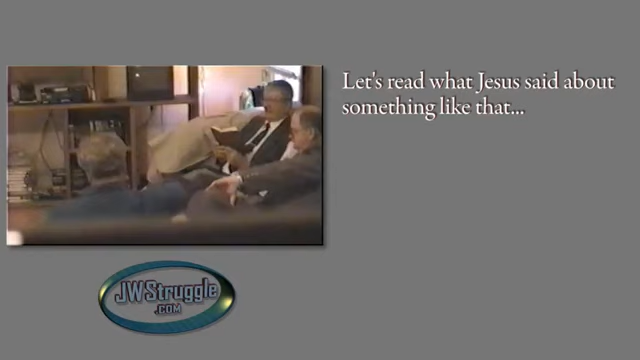 Let's read what Jesus said about
something like that...
JWStruggle
.COM